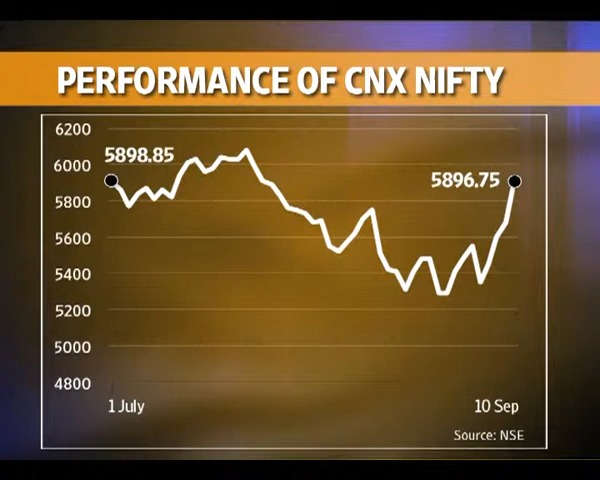 PERFORMANCE OF CNX NIFTY
6200
6000
5800
5600
5400
5200
5000
4800
5898.85
5896.75
1 July
10 Sep
Source: NSE